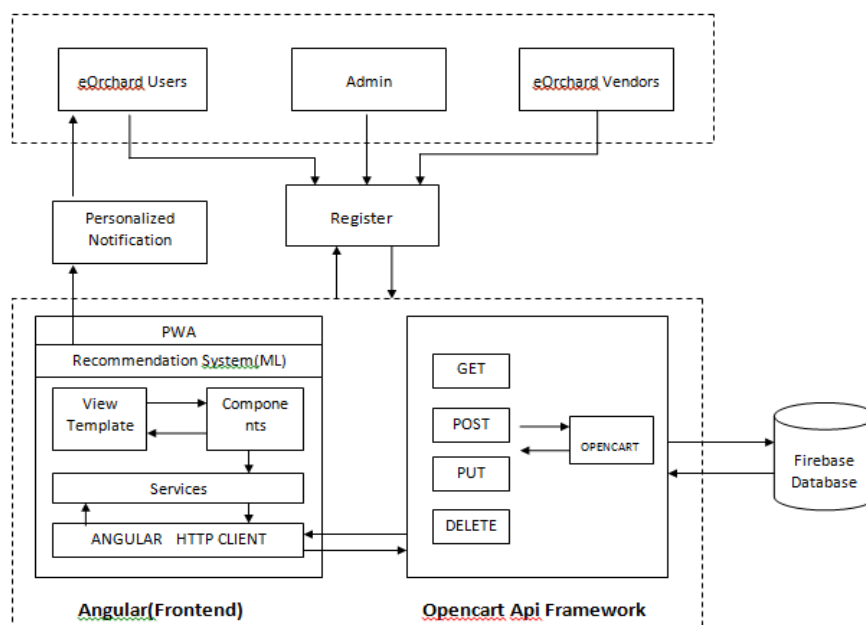 eOrchard Users
Admin
eOrchard Vendors
Personalized
Notification
Register
PWA
Recommendation System(ML)
View
Template
Compone
nts
Services
ANGULAR HTTP CLIENT
GET
POST
PUT
DELETE
OPENCART
Firebase
Database
Angular(Frontend)
Opencart Api Framework